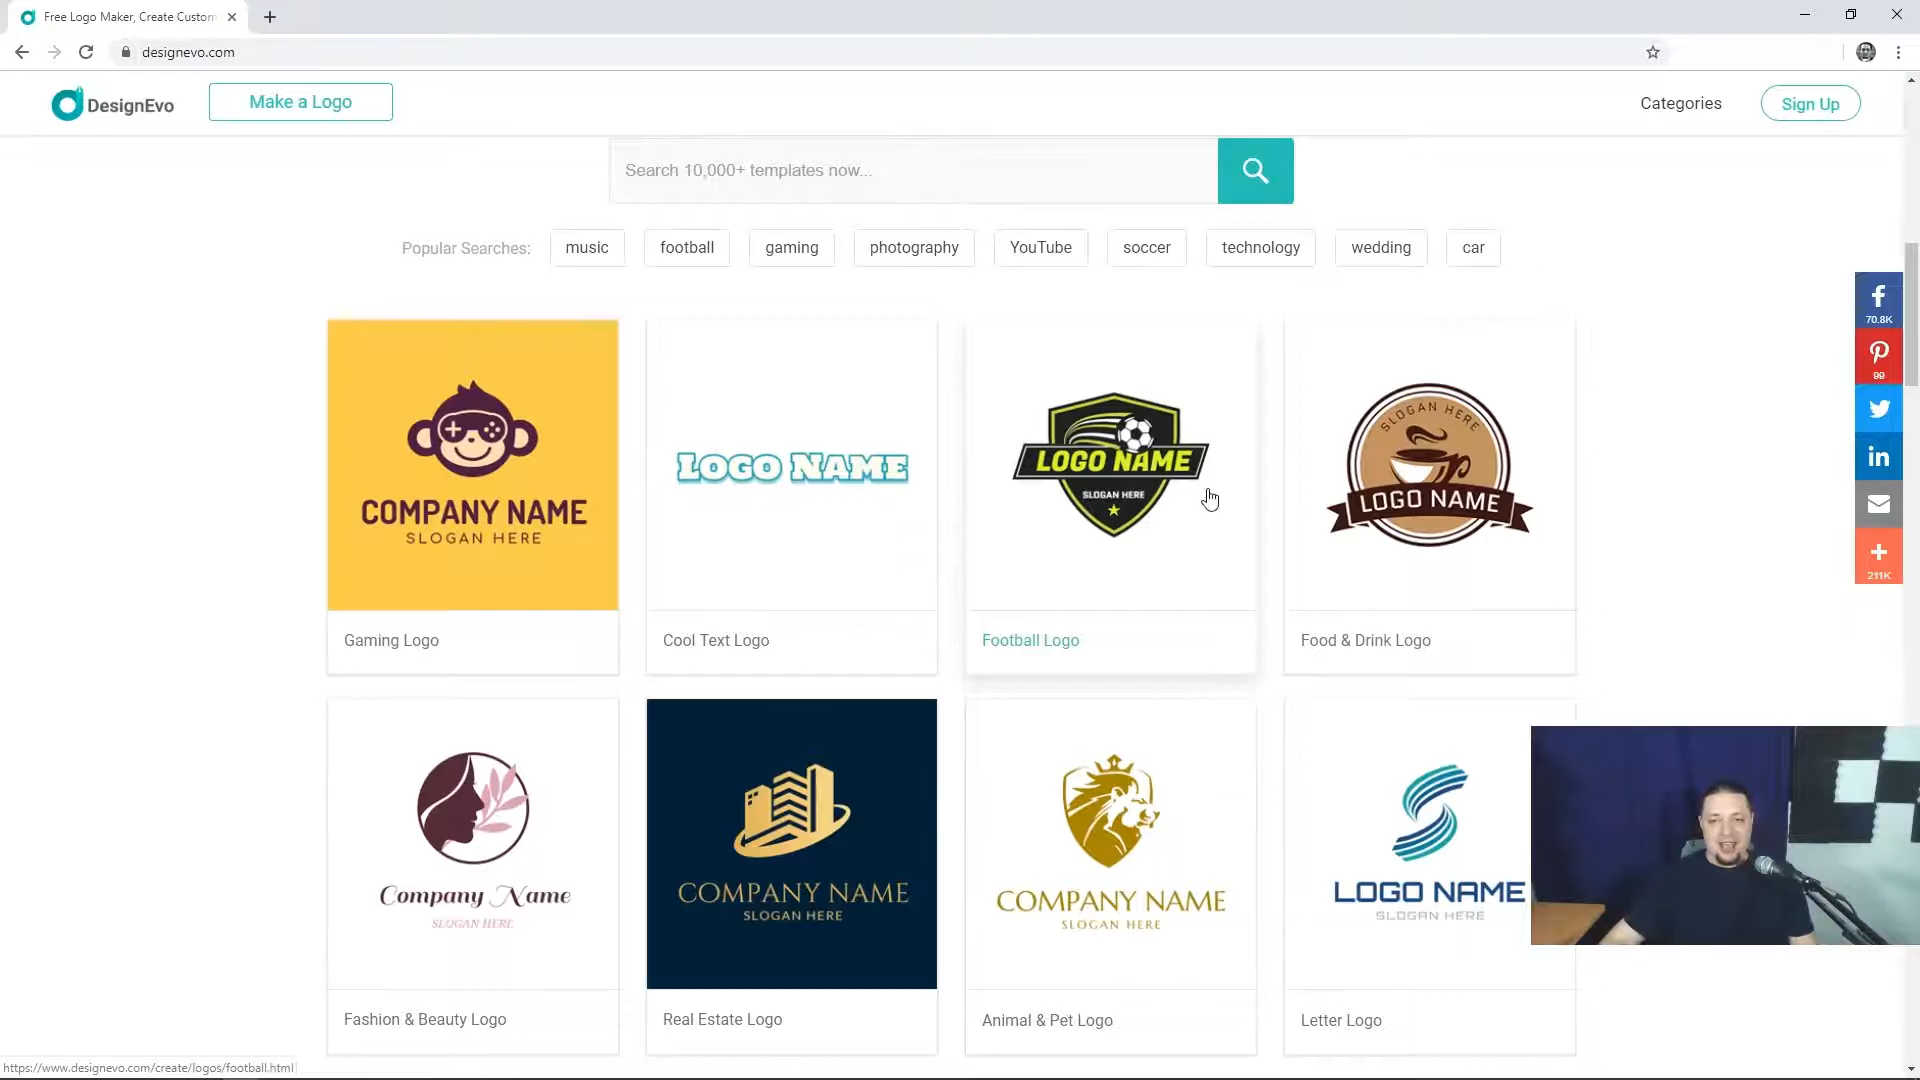 Free Logo Maker, Create Custom
designevo.com
DesignEvo
Make a Logo
Categories
Sign Up
Search 10,000+ templates now...
Popular Searches:
music
football
gaming
photography
YouTube
soccer
technology
wedding
car
70.8K
99
in
211K
COMPANY NAME
SLOGAN HERE
Gaming Logo
LOGO NAME
Cool Text Logo
LOGO NAME
SLOGAN HERE
Football Logo
SLOGAN HERE
LOGO NAME
Food & Drink Logo
Company Name
SLOGAN HERE
Fashion & Beauty Logo
COMPANY NAME
SLOGAN HERE
Real Estate Logo
COMPANY NAME
SLOGAN HERE
Animal & Pet Logo
LOGO NAME
SLOGAN HERE
Letter Logo
https://www.designevo.com/create/logos/football.html